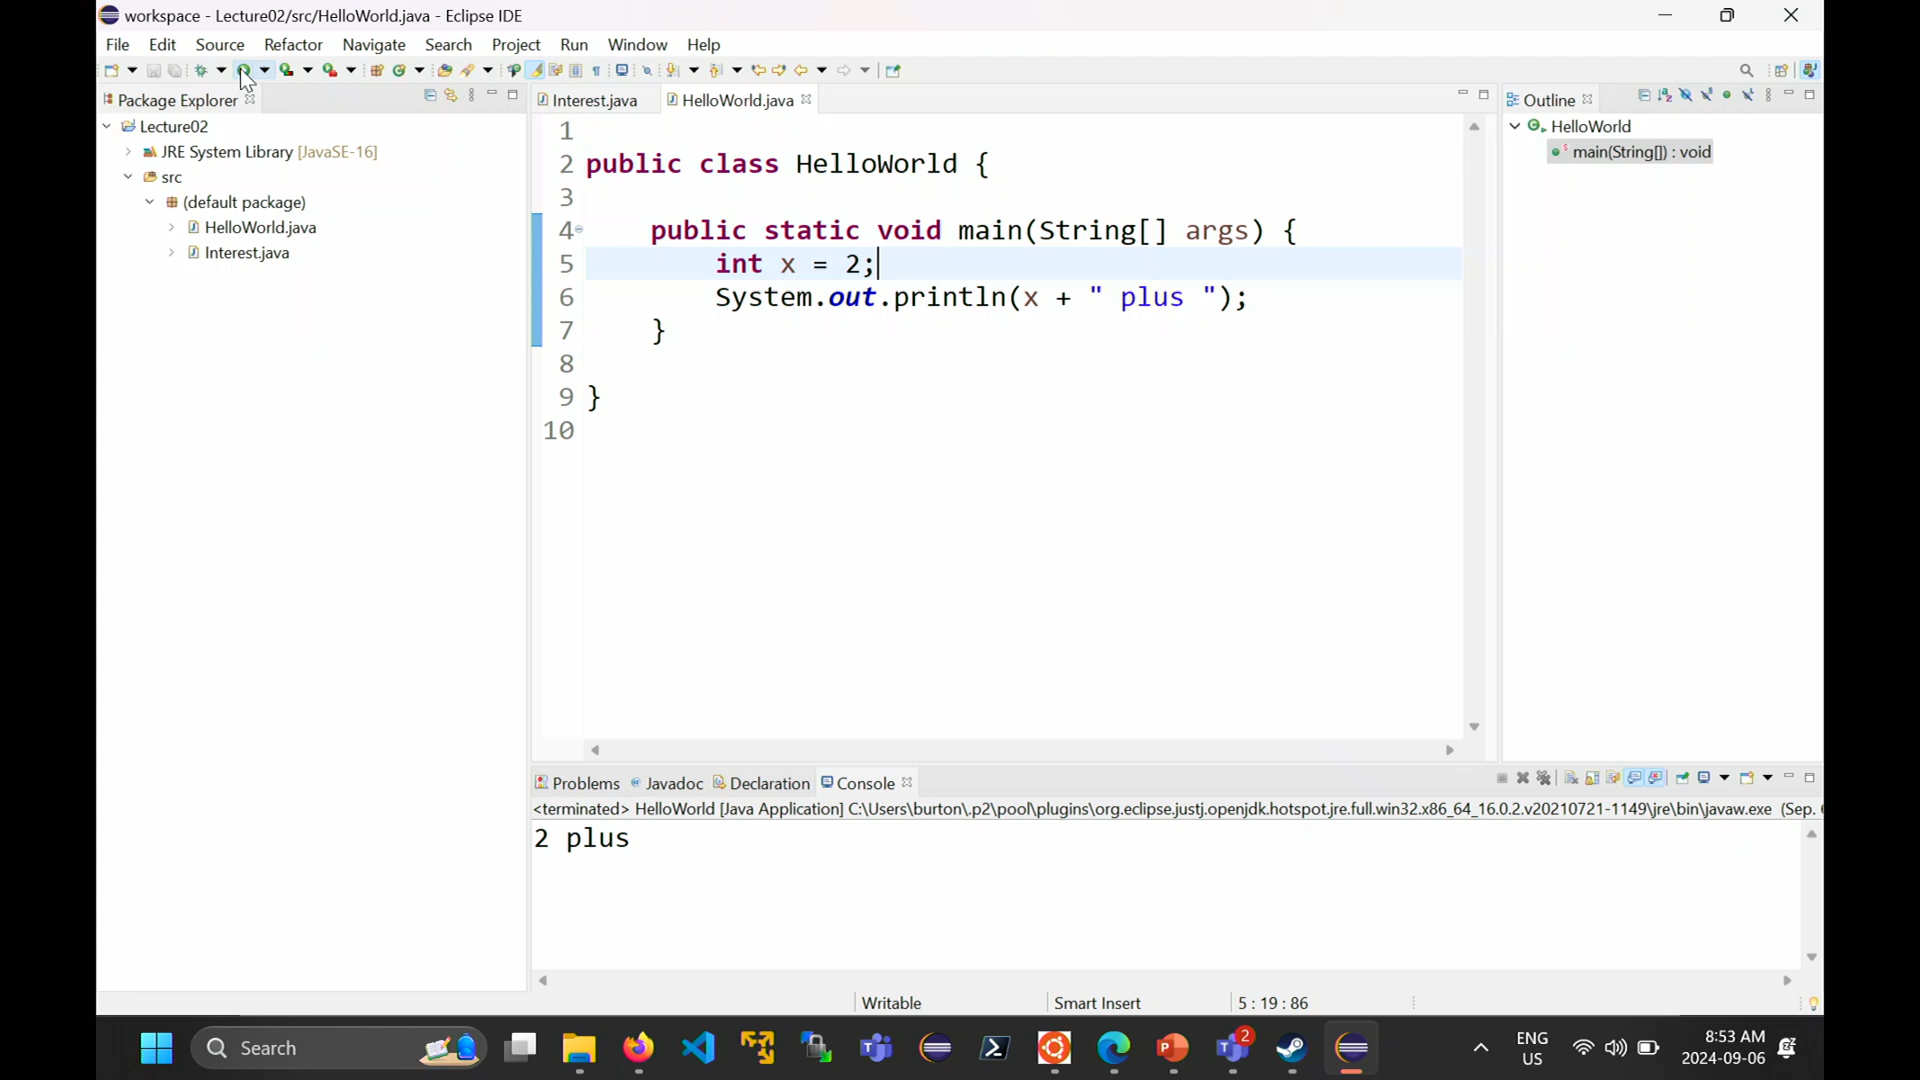 workspace - Lecture02/src/HelloWorld.java - Eclipse IDE
File Edit Source Refactor Navigate Search Project Run Window Help
Package Explorer
Lecture02
JRE System Library [JavaSE-16]
src
(default package)
HelloWorld.java
Interest.java
Interest.java HelloWorld.java
1
2 public class HelloWorld {
3
4 public static void main(String[] args) {
5 int x = 2;
6 System.out.println(x + " plus ");
7 }
8
9 }
10
Outline
HelloWorld
main(String[]) : void
Problems Javadoc Declaration Console
<terminated> HelloWorld [Java Application] C:\Users\burton\.p2\pool\plugins\org.eclipse.justj.openjdk.hotspot.jre.full.win32.x86_64_16.0.2.v20210721-1149\jre\bin\javaw.exe (Sep.
2 plus
Writable Smart Insert 5 : 19 : 86
Search
2
ENG
US
8:53 AM
2024-09-06